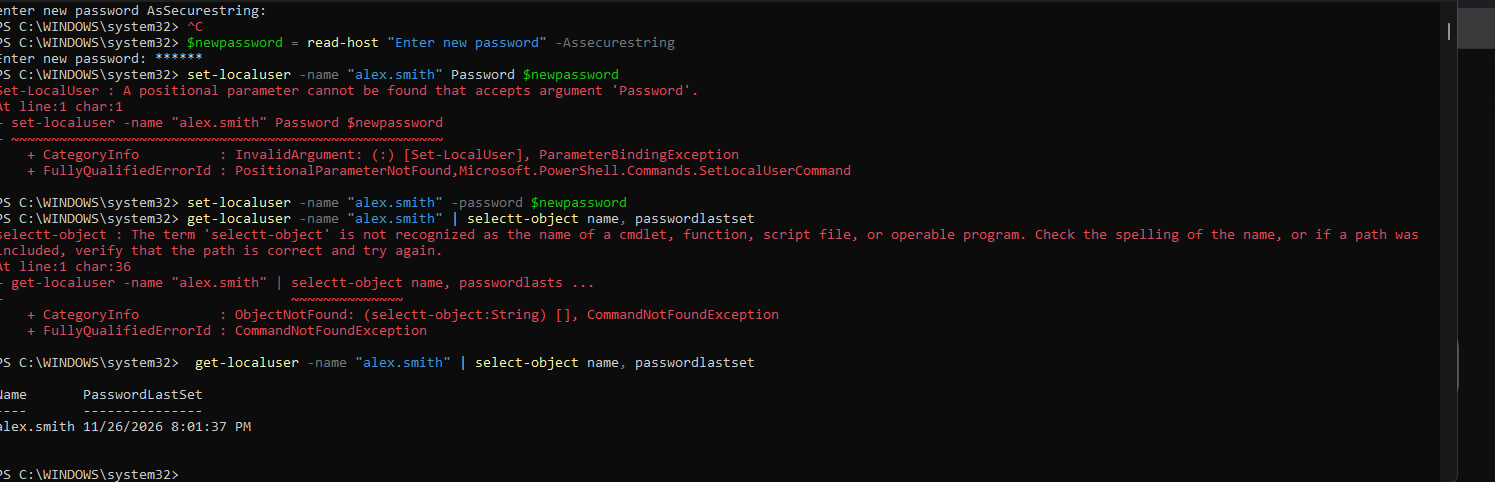 enter new password AsSecurestring:
PS C:\WINDOWS\system32> ^C
PS C:\WINDOWS\system32> $newpassword = read-host "Enter new password" -Assecurestring
Enter new password: ******
PS C:\WINDOWS\system32> set-localuser -name "alex.smith" Password $newpassword
Set-LocalUser : A positional parameter cannot be found that accepts argument 'Password'.
At line:1 char:1
+ set-localuser -name "alex.smith" Password $newpassword
+ ~~~~~~~~~~~~~~~~~~~~~~~~~~~~~~~~~~~~~~~~~~~~~~~~~~~~~~
    + CategoryInfo          : InvalidArgument: (:) [Set-LocalUser], ParameterBindingException
    + FullyQualifiedErrorId : PositionalParameterNotFound,Microsoft.PowerShell.Commands.SetLocalUserCommand

PS C:\WINDOWS\system32> set-localuser -name "alex.smith" -password $newpassword
PS C:\WINDOWS\system32> get-localuser -name "alex.smith" | selectt-object name, passwordlastset
selectt-object : The term 'selectt-object' is not recognized as the name of a cmdlet, function, script file, or operable program. Check the spelling of the name, or if a path was
included, verify that the path is correct and try again.
At line:1 char:36
+ get-localuser -name "alex.smith" | selectt-object name, passwordlasts ...
+                                    ~~~~~~~~~~~~~~
    + CategoryInfo          : ObjectNotFound: (selectt-object:String) [], CommandNotFoundException
    + FullyQualifiedErrorId : CommandNotFoundException

PS C:\WINDOWS\system32>  get-localuser -name "alex.smith" | select-object name, passwordlastset

Name       PasswordLastSet
----       ---------------
alex.smith 11/26/2026 8:01:37 PM

PS C:\WINDOWS\system32>